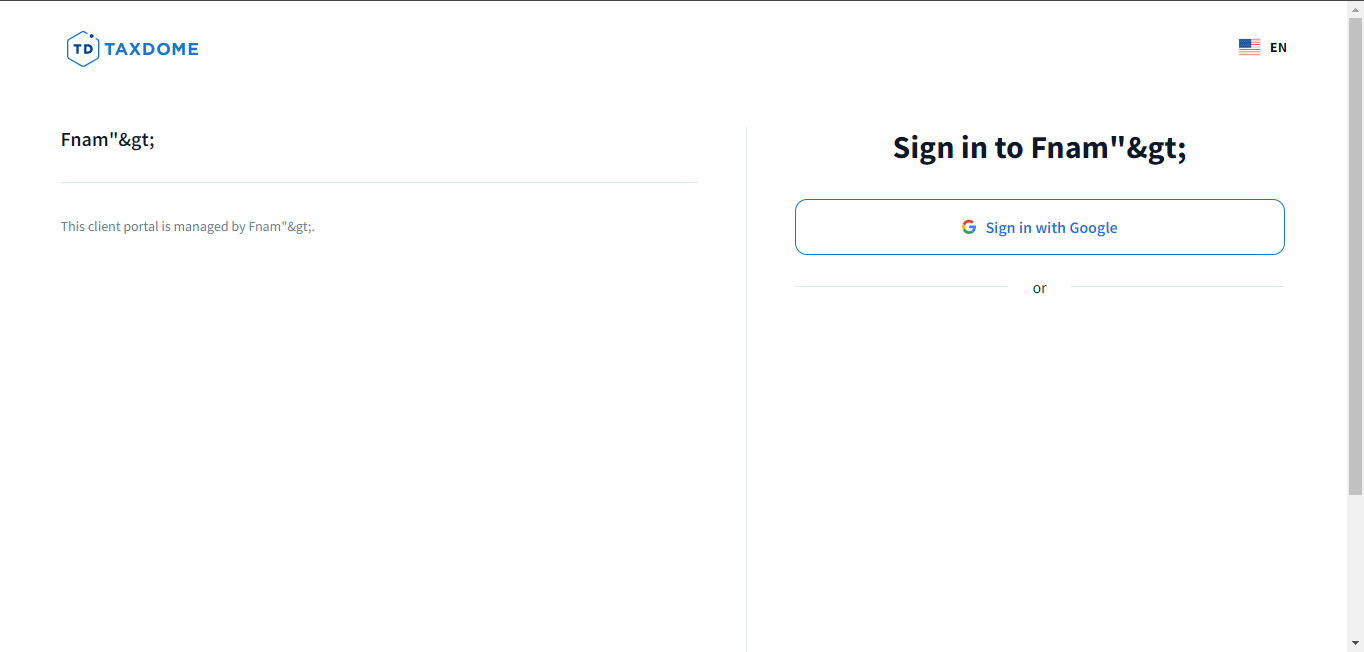 TD TAXDOME
EN
Fnam"&gt;
This client portal is managed by Fnam"&gt;.
Sign in to Fnam"&gt;
Sign in with Google
or